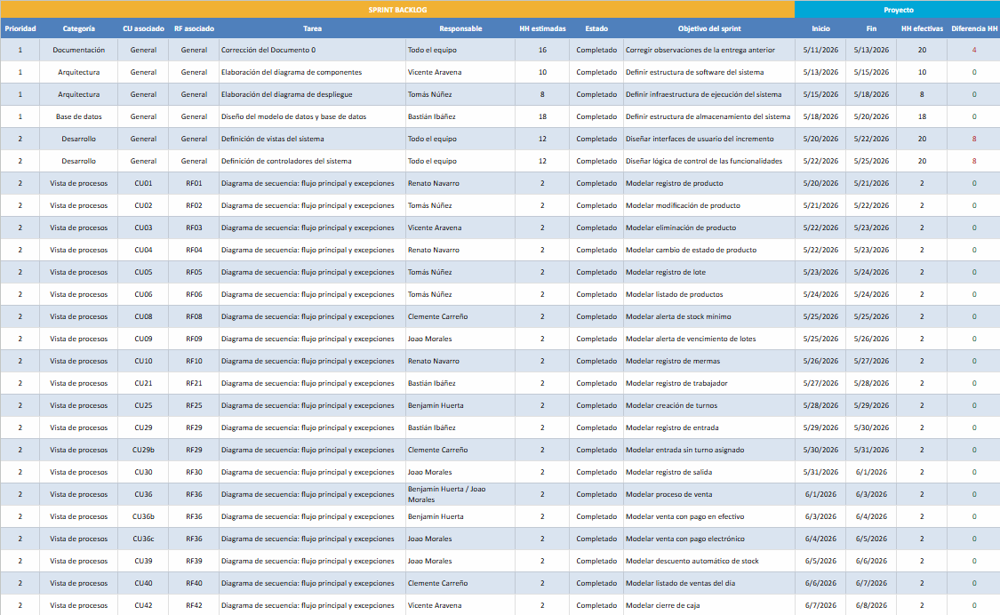 SPRINT BACKLOG Proyecto
Prioridad Categoría CU asociado RF asociado Tarea Responsable HH estimadas Estado Objetivo del sprint Inicio Fin HH efectivas Diferencia HH
1 Documentación General General Corrección del Documento 0 Todo el equipo 16 Completado Corregir observaciones de la entrega anterior 5/11/2026 5/13/2026 20 4
1 Arquitectura General General Elaboración del diagrama de componentes Vicente Aravena 10 Completado Definir estructura de software del sistema 5/13/2026 5/15/2026 10 0
1 Arquitectura General General Elaboración del diagrama de despliegue Tomás Núñez 8 Completado Definir infraestructura de ejecución del sistema 5/15/2026 5/18/2026 8 0
1 Base de datos General General Diseño del modelo de datos y base de datos Bastián Ibáñez 18 Completado Definir estructura de almacenamiento del sistema 5/18/2026 5/20/2026 18 0
2 Desarrollo General General Definición de vistas del sistema Todo el equipo 12 Completado Diseñar interfaces de usuario del incremento 5/20/2026 5/22/2026 20 8
2 Desarrollo General General Definición de controladores del sistema Todo el equipo 12 Completado Diseñar lógica de control de las funcionalidades 5/22/2026 5/25/2026 20 8
2 Vista de procesos CU01 RF01 Diagrama de secuencia: flujo principal y excepciones Renato Navarro 2 Completado Modelar registro de producto 5/20/2026 5/21/2026 2 0
2 Vista de procesos CU02 RF02 Diagrama de secuencia: flujo principal y excepciones Tomás Núñez 2 Completado Modelar modificación de producto 5/21/2026 5/22/2026 2 0
2 Vista de procesos CU03 RF03 Diagrama de secuencia: flujo principal y excepciones Vicente Aravena 2 Completado Modelar eliminación de producto 5/22/2026 5/23/2026 2 0
2 Vista de procesos CU04 RF04 Diagrama de secuencia: flujo principal y excepciones Renato Navarro 2 Completado Modelar cambio de estado de producto 5/22/2026 5/23/2026 2 0
2 Vista de procesos CU05 RF05 Diagrama de secuencia: flujo principal y excepciones Tomás Núñez 2 Completado Modelar registro de lote 5/23/2026 5/24/2026 2 0
2 Vista de procesos CU06 RF06 Diagrama de secuencia: flujo principal y excepciones Tomás Núñez 2 Completado Modelar listado de productos 5/24/2026 5/24/2026 2 0
2 Vista de procesos CU08 RF08 Diagrama de secuencia: flujo principal y excepciones Clemente Carreño 2 Completado Modelar alerta de stock mínimo 5/25/2026 5/25/2026 2 0
2 Vista de procesos CU09 RF09 Diagrama de secuencia: flujo principal y excepciones Joao Morales 2 Completado Modelar alerta de vencimiento de lotes 5/25/2026 5/26/2026 2 0
2 Vista de procesos CU10 RF10 Diagrama de secuencia: flujo principal y excepciones Renato Navarro 2 Completado Modelar registro de mermas 5/26/2026 5/27/2026 2 0
2 Vista de procesos CU21 RF21 Diagrama de secuencia: flujo principal y excepciones Bastián Ibáñez 2 Completado Modelar registro de trabajador 5/27/2026 5/28/2026 2 0
2 Vista de procesos CU25 RF25 Diagrama de secuencia: flujo principal y excepciones Benjamín Huerta 2 Completado Modelar creación de turnos 5/28/2026 5/29/2026 2 0
2 Vista de procesos CU29 RF29 Diagrama de secuencia: flujo principal y excepciones Bastián Ibáñez 2 Completado Modelar registro de entrada 5/29/2026 5/30/2026 2 0
2 Vista de procesos CU29b RF29 Diagrama de secuencia: flujo principal y excepciones Clemente Carreño 2 Completado Modelar entrada sin turno asignado 5/30/2026 5/31/2026 2 0
2 Vista de procesos CU30 RF30 Diagrama de secuencia: flujo principal y excepciones Joao Morales 2 Completado Modelar registro de salida 5/31/2026 6/1/2026 2 0
2 Vista de procesos CU36 RF36 Diagrama de secuencia: flujo principal y excepciones Benjamín Huerta / Joao Morales 2 Completado Modelar proceso de venta 6/1/2026 6/3/2026 2 0
2 Vista de procesos CU36b RF36 Diagrama de secuencia: flujo principal y excepciones Benjamín Huerta 2 Completado Modelar venta con pago en efectivo 6/3/2026 6/4/2026 2 0
2 Vista de procesos CU36c RF36 Diagrama de secuencia: flujo principal y excepciones Joao Morales 2 Completado Modelar venta con pago electrónico 6/4/2026 6/5/2026 2 0
2 Vista de procesos CU39 RF39 Diagrama de secuencia: flujo principal y excepciones Joao Morales 2 Completado Modelar descuento automático de stock 6/5/2026 6/6/2026 2 0
2 Vista de procesos CU40 RF40 Diagrama de secuencia: flujo principal y excepciones Clemente Carreño 2 Completado Modelar listado de ventas del día 6/6/2026 6/7/2026 2 0
2 Vista de procesos CU42 RF42 Diagrama de secuencia: flujo principal y excepciones Vicente Aravena 2 Completado Modelar cierre de caja 6/7/2026 6/8/2026 2 0